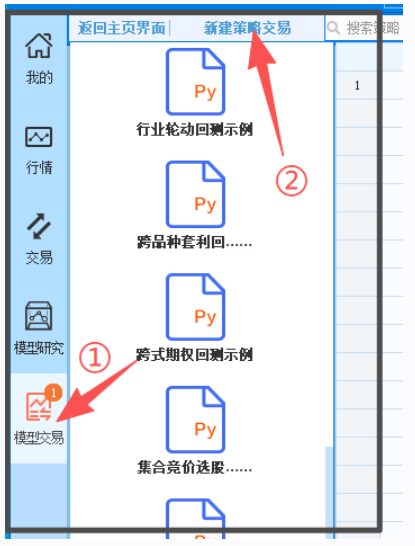 返回主页界面
新建策略交易
搜索策略
我的
行情
交易
模型研究
1
模型交易
Py
行业轮动回测示例
Py
跨品种套利回......
Py
跨式期权回测示例
Py
集合竞价选股......
Py
1
①
②